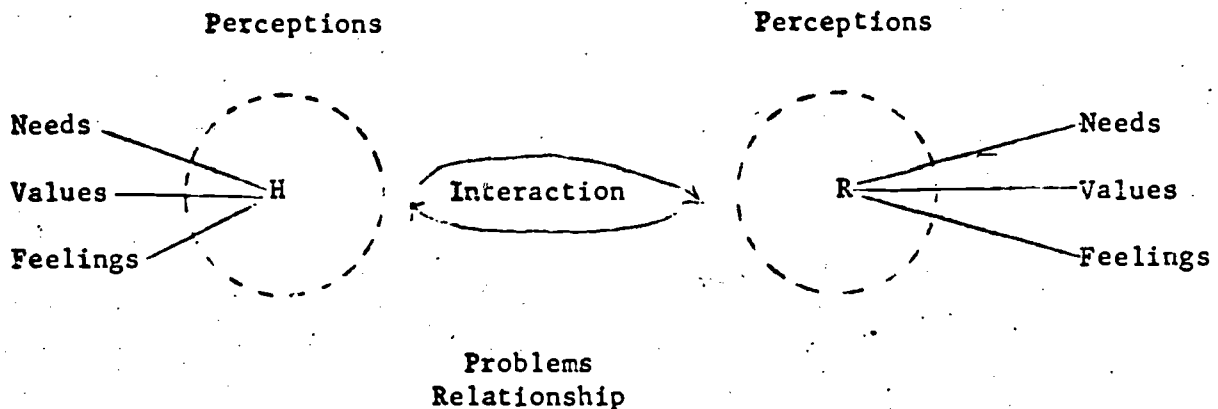 Perceptions Perceptions
Needs Needs
Values H Interaction R Values
Feelings Feelings
Problems
Relationship